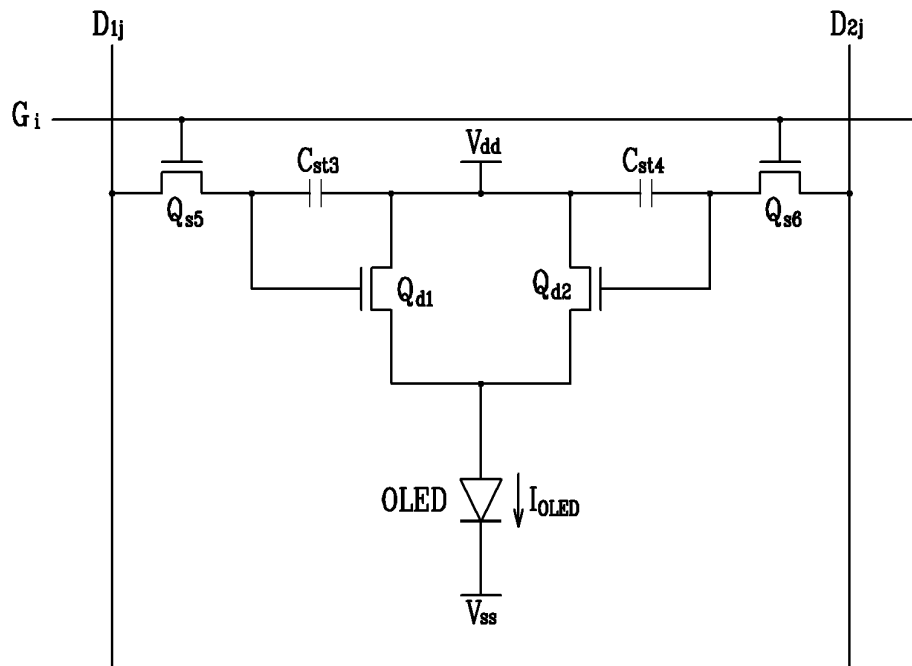 D1j
D2j
Gi
Vdd
Cst3
Cst4
Qs5
Qs6
Qd1
Qd2
OLED
IOLED
Vss